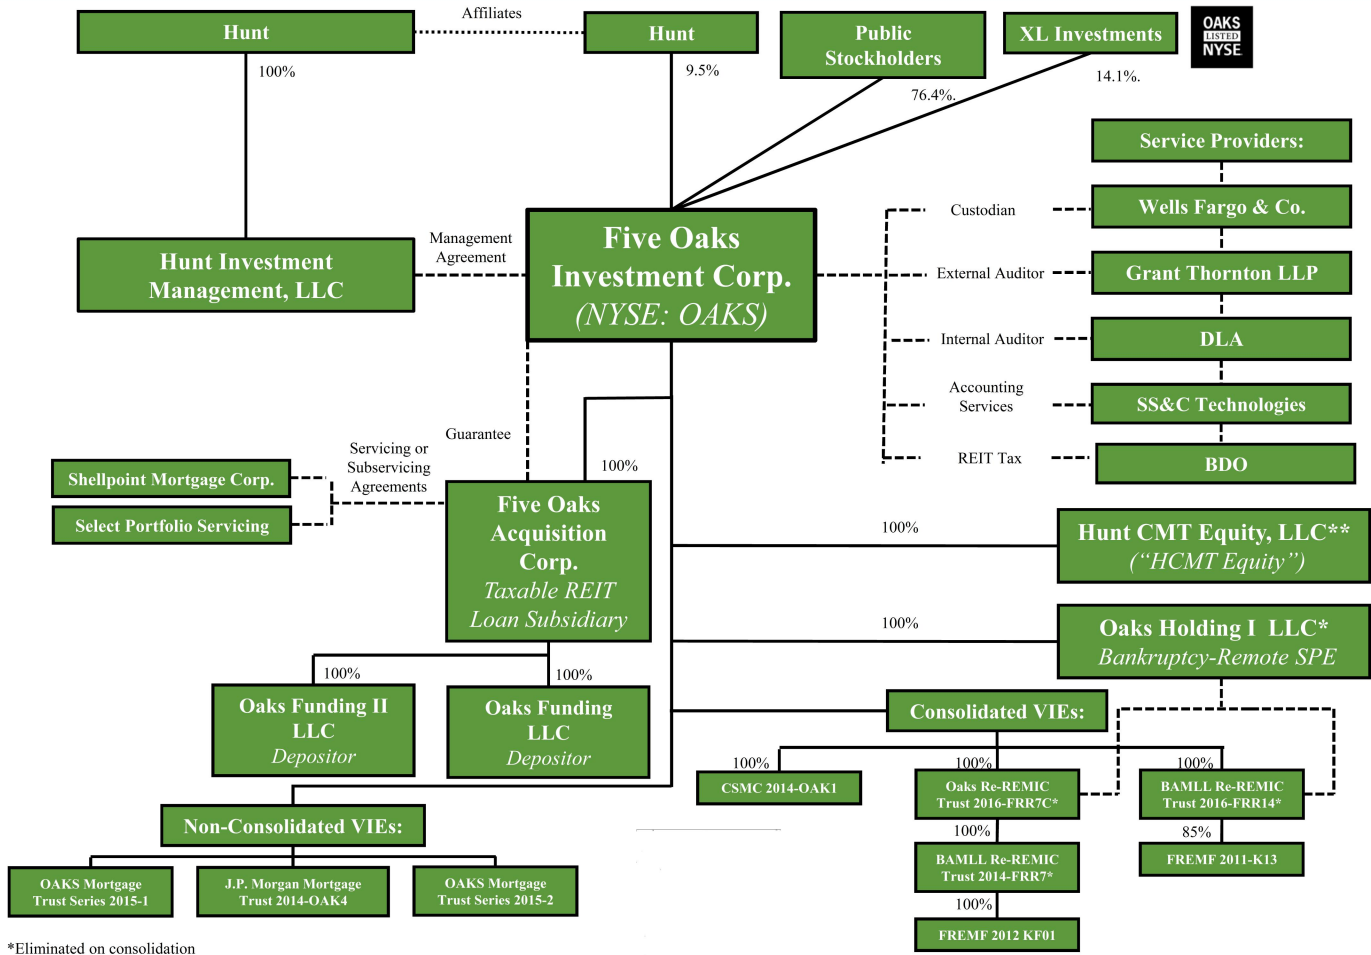 Affiliates
Hunt
Hunt
Public
Stockholders
XL Investments
OAKS
LISTED
NYSE.
100%
9.5%
76.4%.
14.1%.
Service Providers:
Custodian
Wells Fargo & Co.
External Auditor
Grant Thornton LLP
Internal Auditor
DLA
Accounting
Services
SS&C Technologies
REIT Tax
BDO
Hunt Investment
Management, LLC
Management
Agreement
Five Oaks
Investment Corp.
(NYSE: OAKS)
Guarantee
100%
Servicing or
Subservicing
Agreements
Shellpoint Mortgage Corp.
Select Portfolio Servicing
Five Oaks
Acquisition
Corp.
Taxable REIT
Loan Subsidiary
100%
Hunt CMT Equity, LLC**
(“HCMT Equity”)
100%
Oaks Holding I LLC*
Bankruptcy-Remote SPE
100%
100%
Oaks Funding II
LLC
Depositor
Oaks Funding
LLC
Depositor
Consolidated VIEs:
100%
100%
100%
CSMC 2014-OAK1
Oaks Re-REMIC
Trust 2016-FRR7C*
BAMLL Re-REMIC
Trust 2016-FRR14*
100%
85%
BAMLL Re-REMIC
Trust 2014-FRR7*
FREMF 2011-K13
100%
FREMF 2012 KF01
Non-Consolidated VIEs:
OAKS Mortgage
Trust Series 2015-1
J.P. Morgan Mortgage
Trust 2014-OAK4
OAKS Mortgage
Trust Series 2015-2
*Eliminated on consolidation